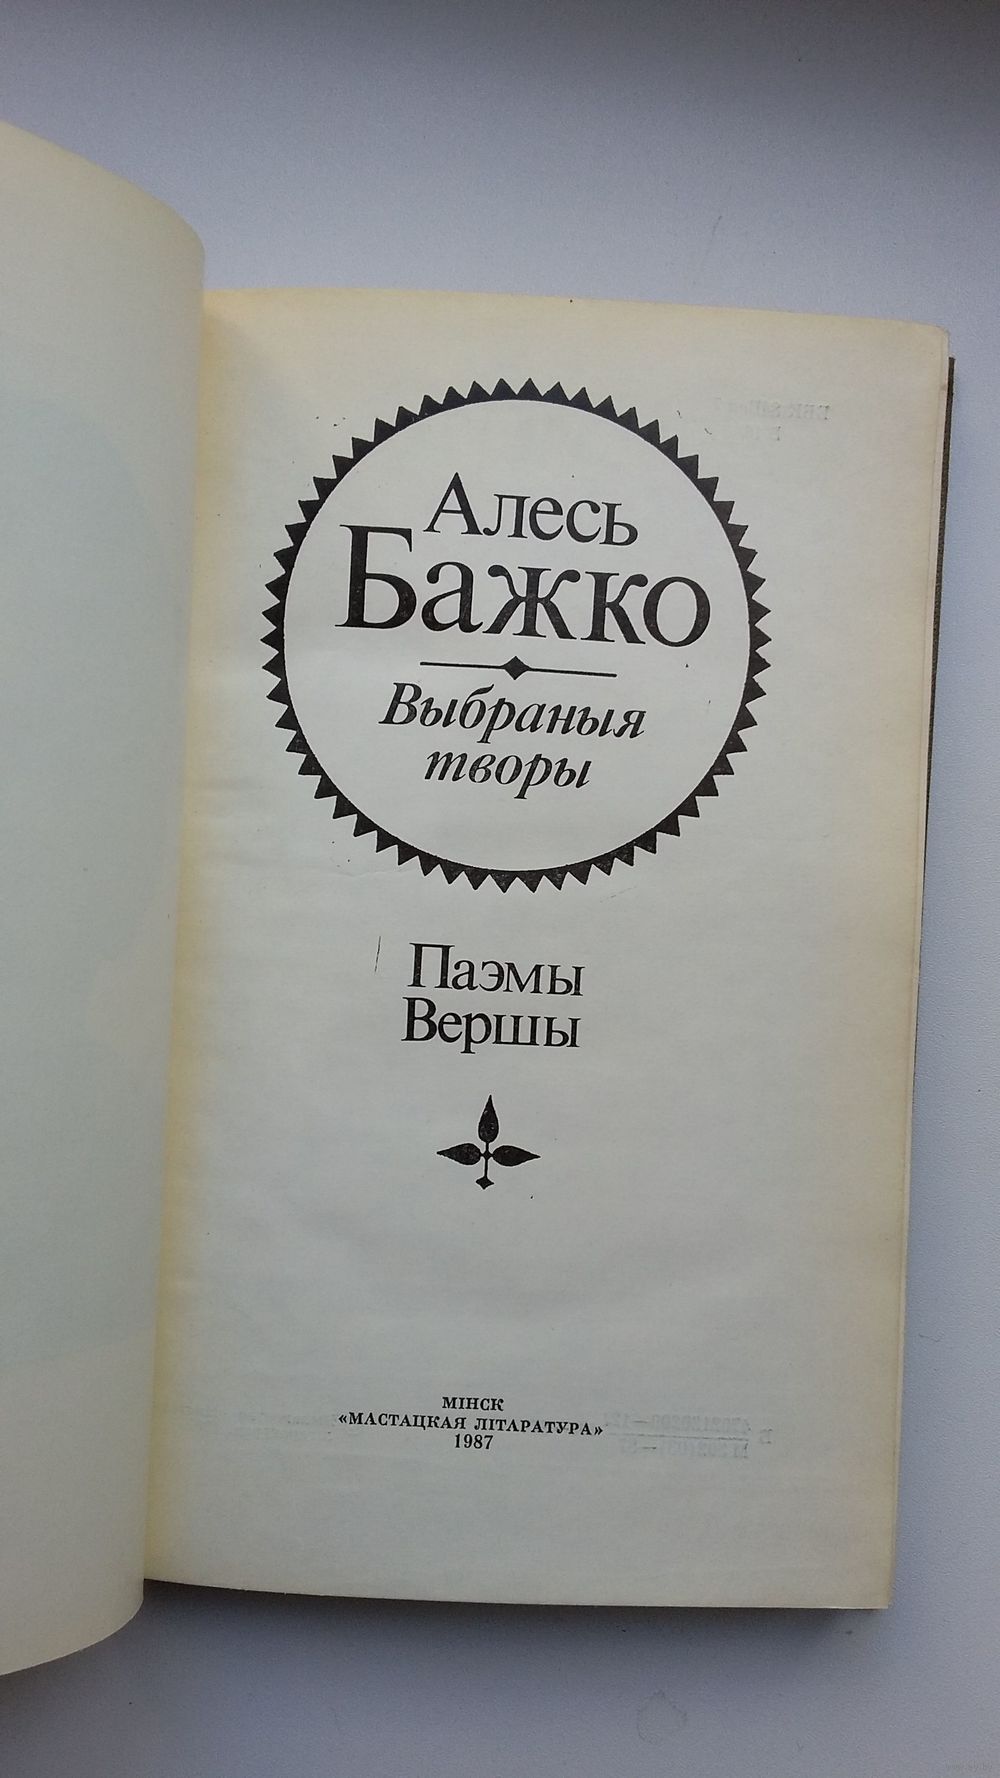 Алесь
Бажко
Выбраныя
творы
Паэмы
Вершы
МІНСК
«МАСТАЦКАЯ ЛІТАРАТУРА»
1987